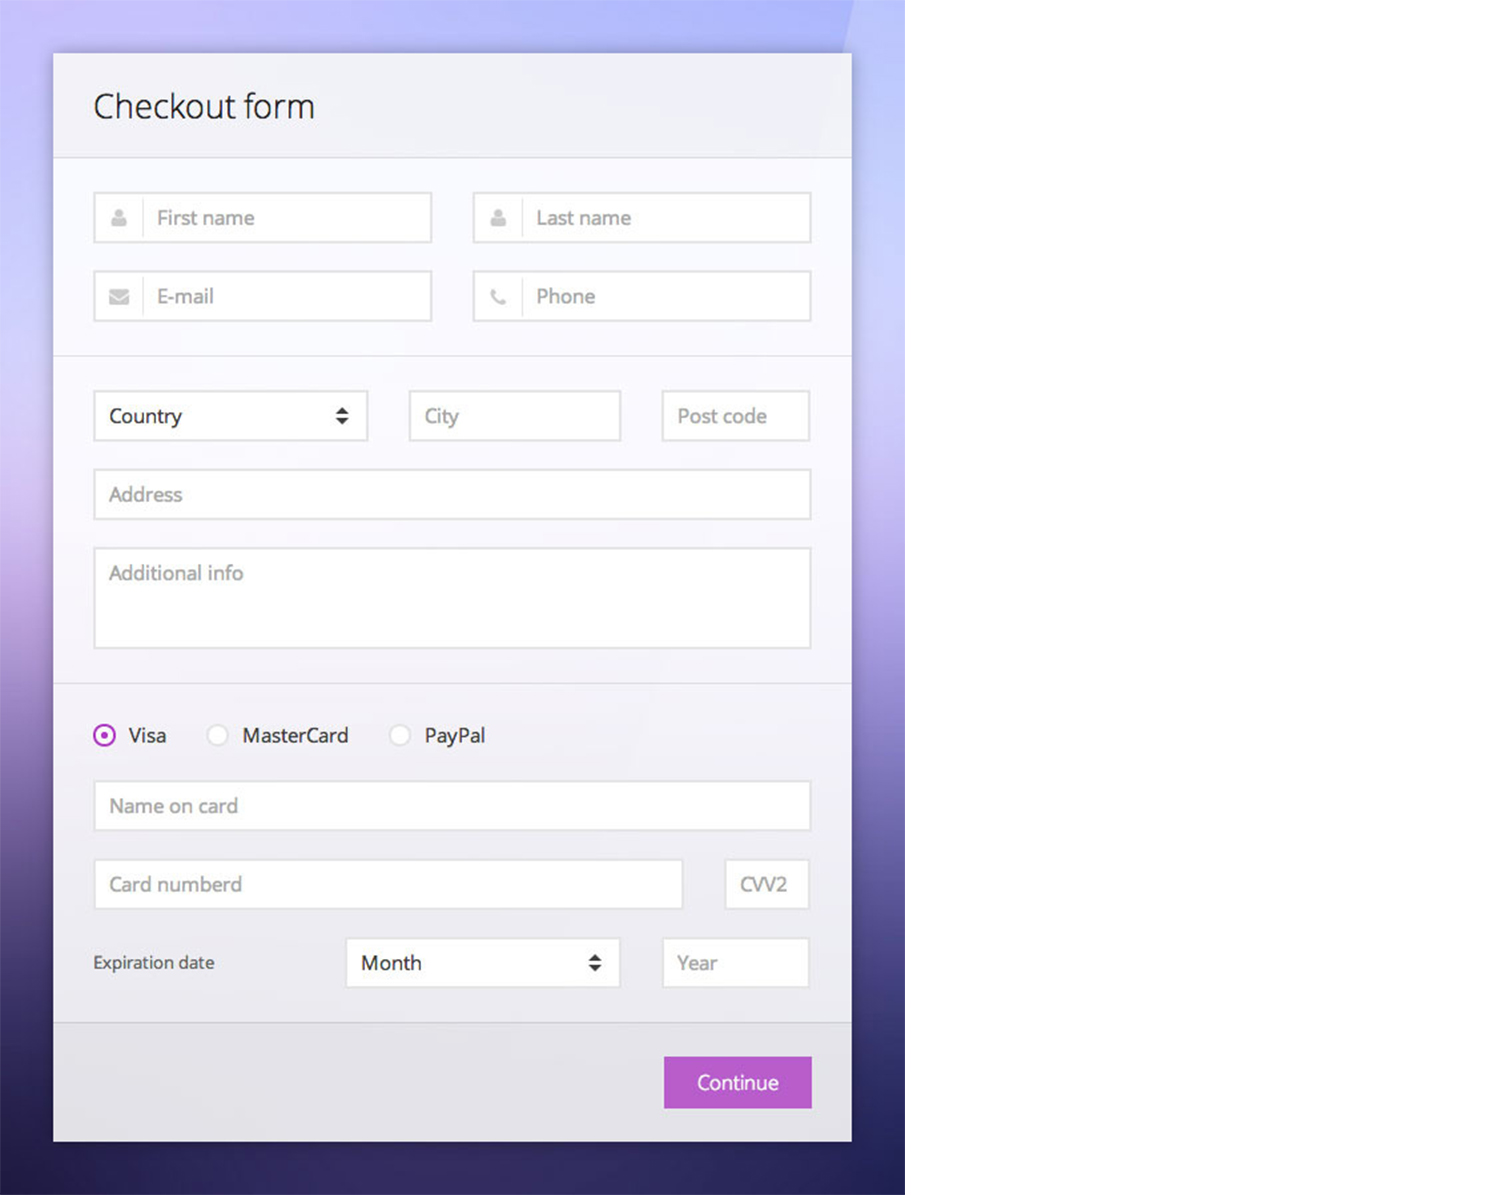 Checkout form
First name
Last name
E-mail
Phone
Country
City
Post code
Address
Additional info
Visa
MasterCard
PayPal
Name on card
Card numberd
CVV2
Expiration date
Month
Year
Continue